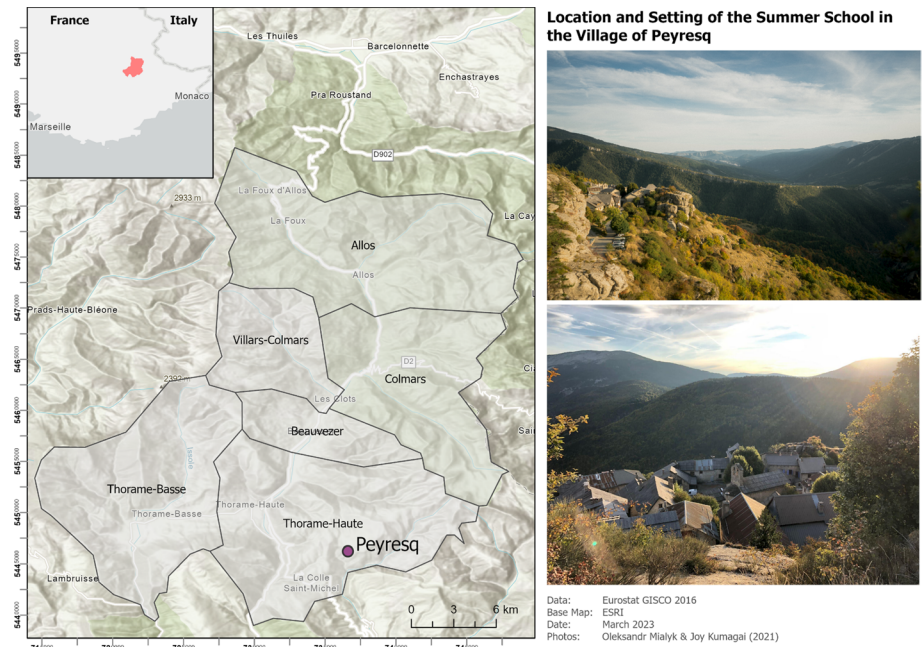 Location and Setting of the Summer School in
the Village of Peyresq
France
Italy
Monaco
Marseille
Les Thuiles
Barcelonnette
Enchastrayes
Pra Roustand
D902
La Foux d'Allos
2933 m
La Foux
La Cay
Allos
Allos
Prads-Haute-Bléone
Villars-Colmars
D2
Colmars
Les Clots
Beauvezer
Thorame-Basse
Thorame-Basse
Thorame-Haute
Thorame-Haute
Peyresq
Lambruisse
La Colle
Saint-Michel
0 3 6 km
Data: Eurostat GISCO 2016
Base Map: ESRI
Date: March 2023
Photos: Oleksandr Mialyk & Joy Kumagai (2021)